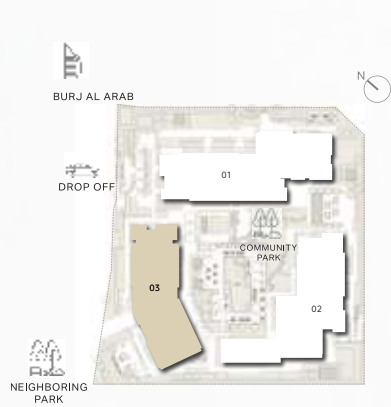 BURJ AL ARAB
N
DROP OFF
01
COMMUNITY
PARK
03
02
NEIGHBORING
PARK